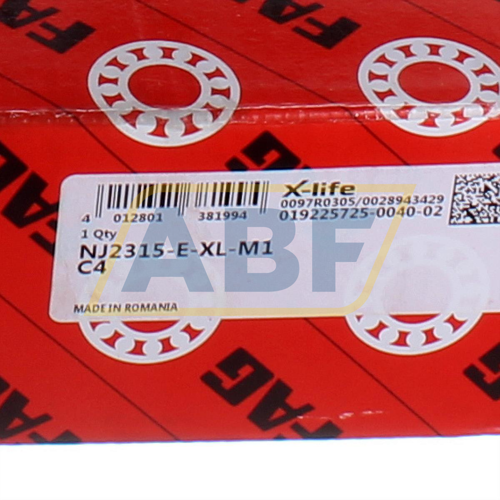 FAG
FAG
FAG
X-life
0097R0305/0028943429
019225725-0040-02
4 012801 381994
1 Qty
NJ2315-E-XL-M1
C4
MADE IN ROMANIA
ABF
FAG
FAG